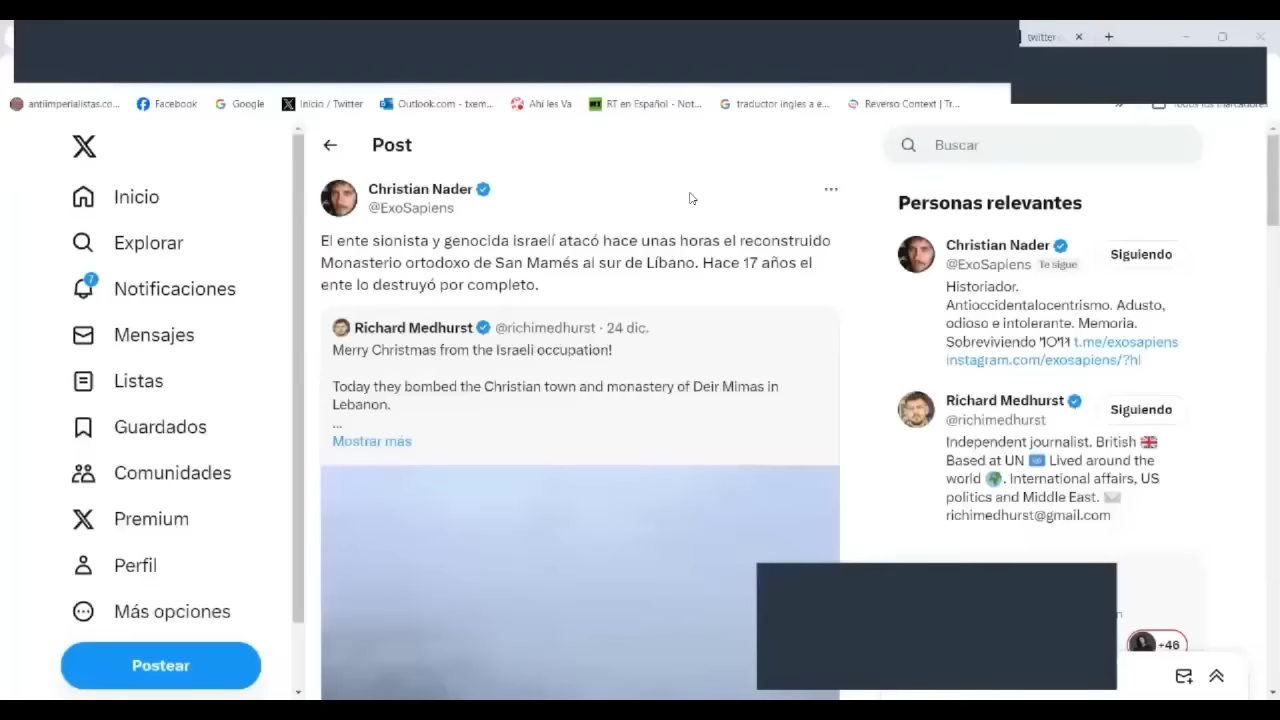 twitter
antiimperialistas.co...
Facebook
Google
Inicio / Twitter
Outlook.com - txem...
Ahí les Va
RT en Español - Not...
traductor ingles a e...
Reverso Context | Tr...
Todos los marcadores
Inicio
Explorar
7
Notificaciones
Mensajes
Listas
Guardados
Comunidades
Premium
Perfil
Más opciones
Postear
Post
Christian Nader
@ExoSapiens
El ente sionista y genocida israelí atacó hace unas horas el reconstruido
Monasterio ortodoxo de San Mamés al sur de Líbano. Hace 17 años el
ente lo destruyó por completo.
Richard Medhurst @richimedhurst · 24 dic.
Merry Christmas from the Israeli occupation!
Today they bombed the Christian town and monastery of Deir Mimas in
Lebanon.
...
Mostrar más
Buscar
Personas relevantes
Christian Nader
@ExoSapiens Te sigue
Siguiendo
Historiador.
Antioccidentalocentrismo. Adusto,
odioso e intolerante. Memoria.
Sobreviviendo t.me/exosapiens
instagram.com/exosapiens/?hl
Richard Medhurst
@richimedhurst
Siguiendo
Independent journalist. British
Based at UN Lived around the
world . International affairs, US
politics and Middle East.
richimedhurst@gmail.com
+46